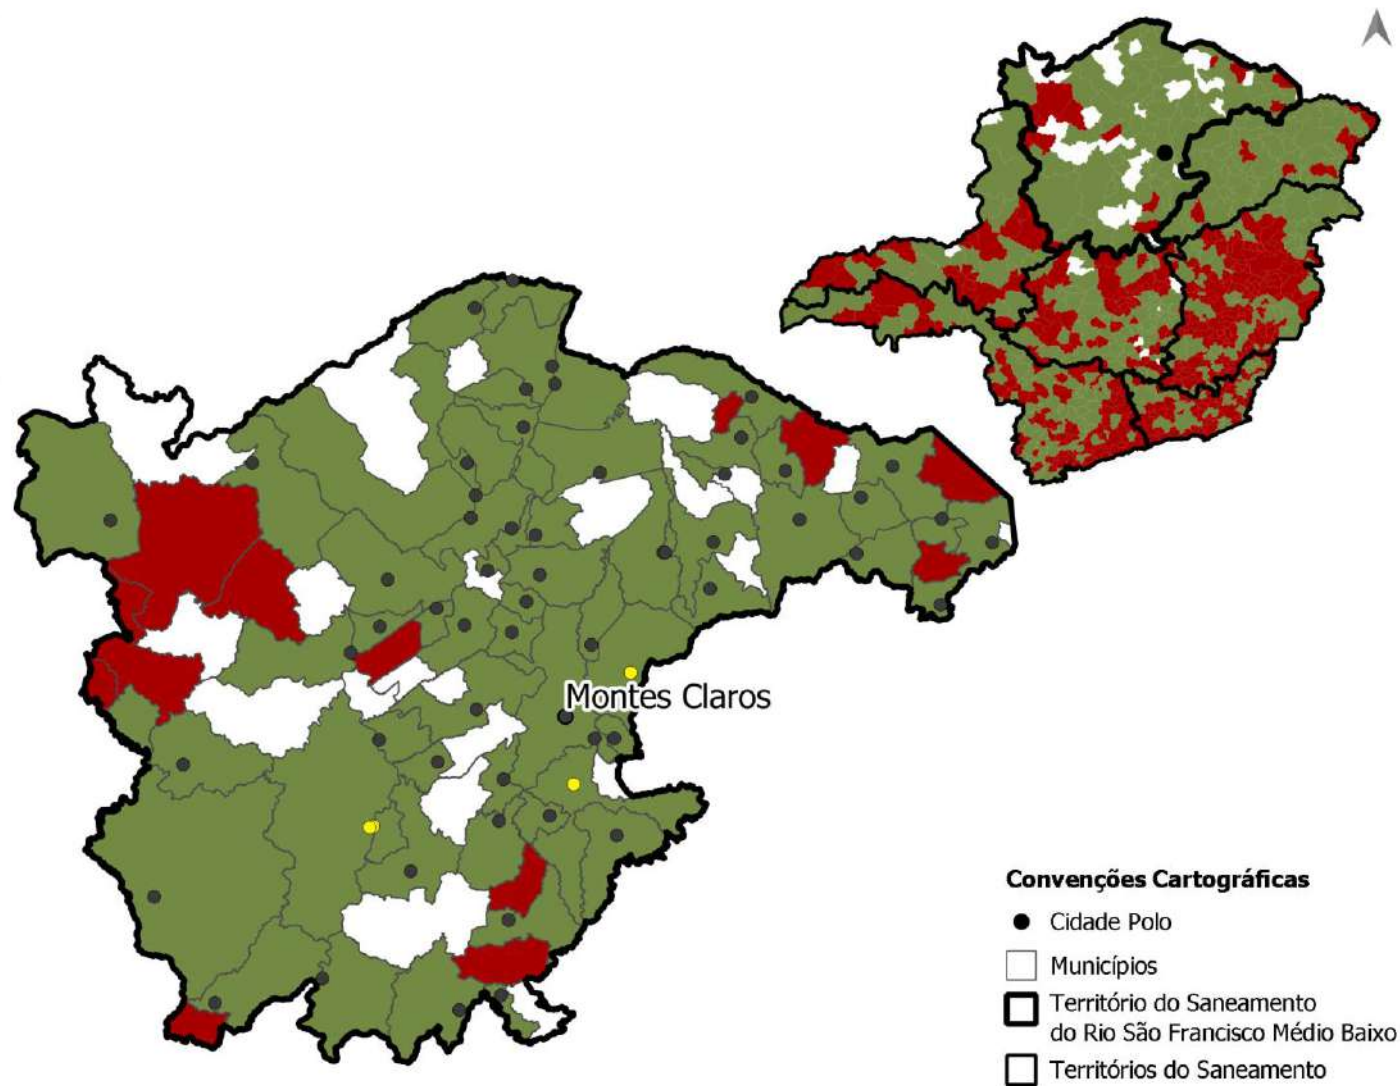 Montes Claros
Convenções Cartográficas
Cidade Polo
Municípios
Território do Saneamento
do Rio São Francisco Médio Baixo
Territórios do Saneamento